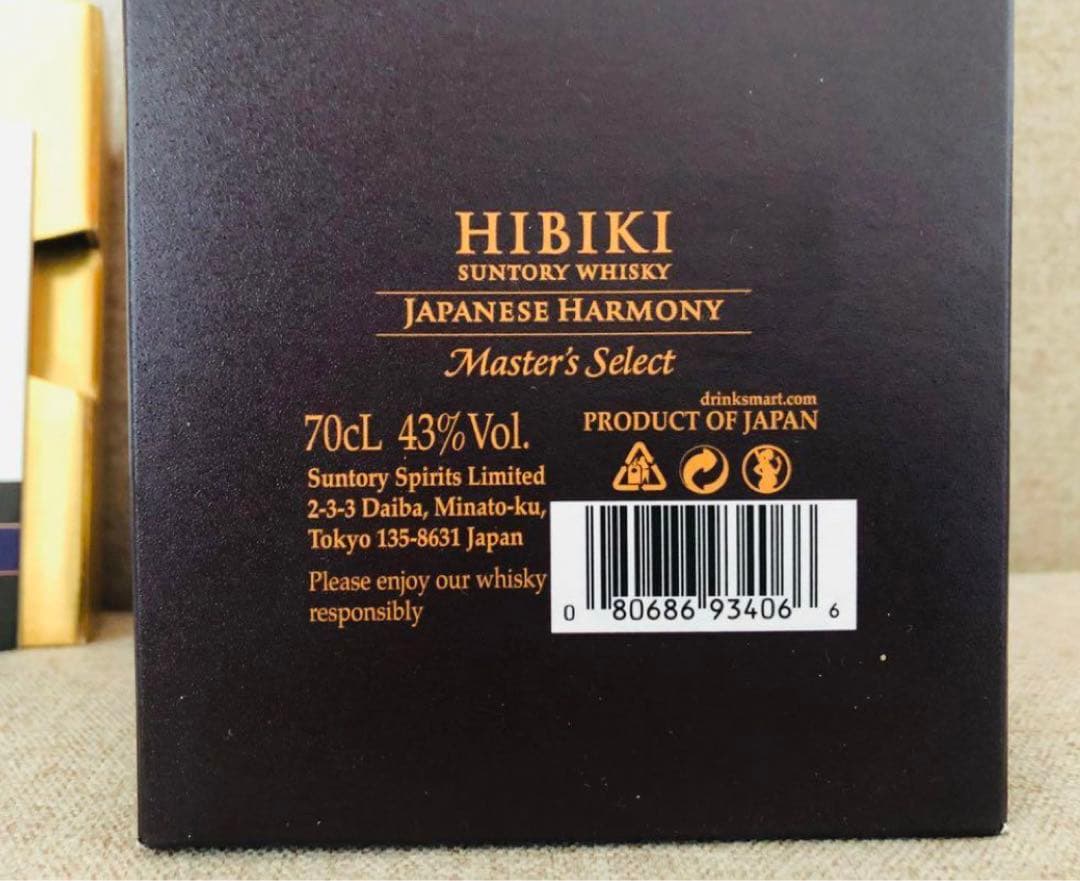 HIBIKI
SUNTORY WHISKY
JAPANESE HARMONY
Master's Select
70cL 43% Vol.
Suntory Spirits Limited
2-3-3 Daiba, Minato-ku,
Tokyo 135-8631 Japan
Please enjoy our whisky
responsibly
drinksmart.com
PRODUCT OF JAPAN
0 80686 93406 6